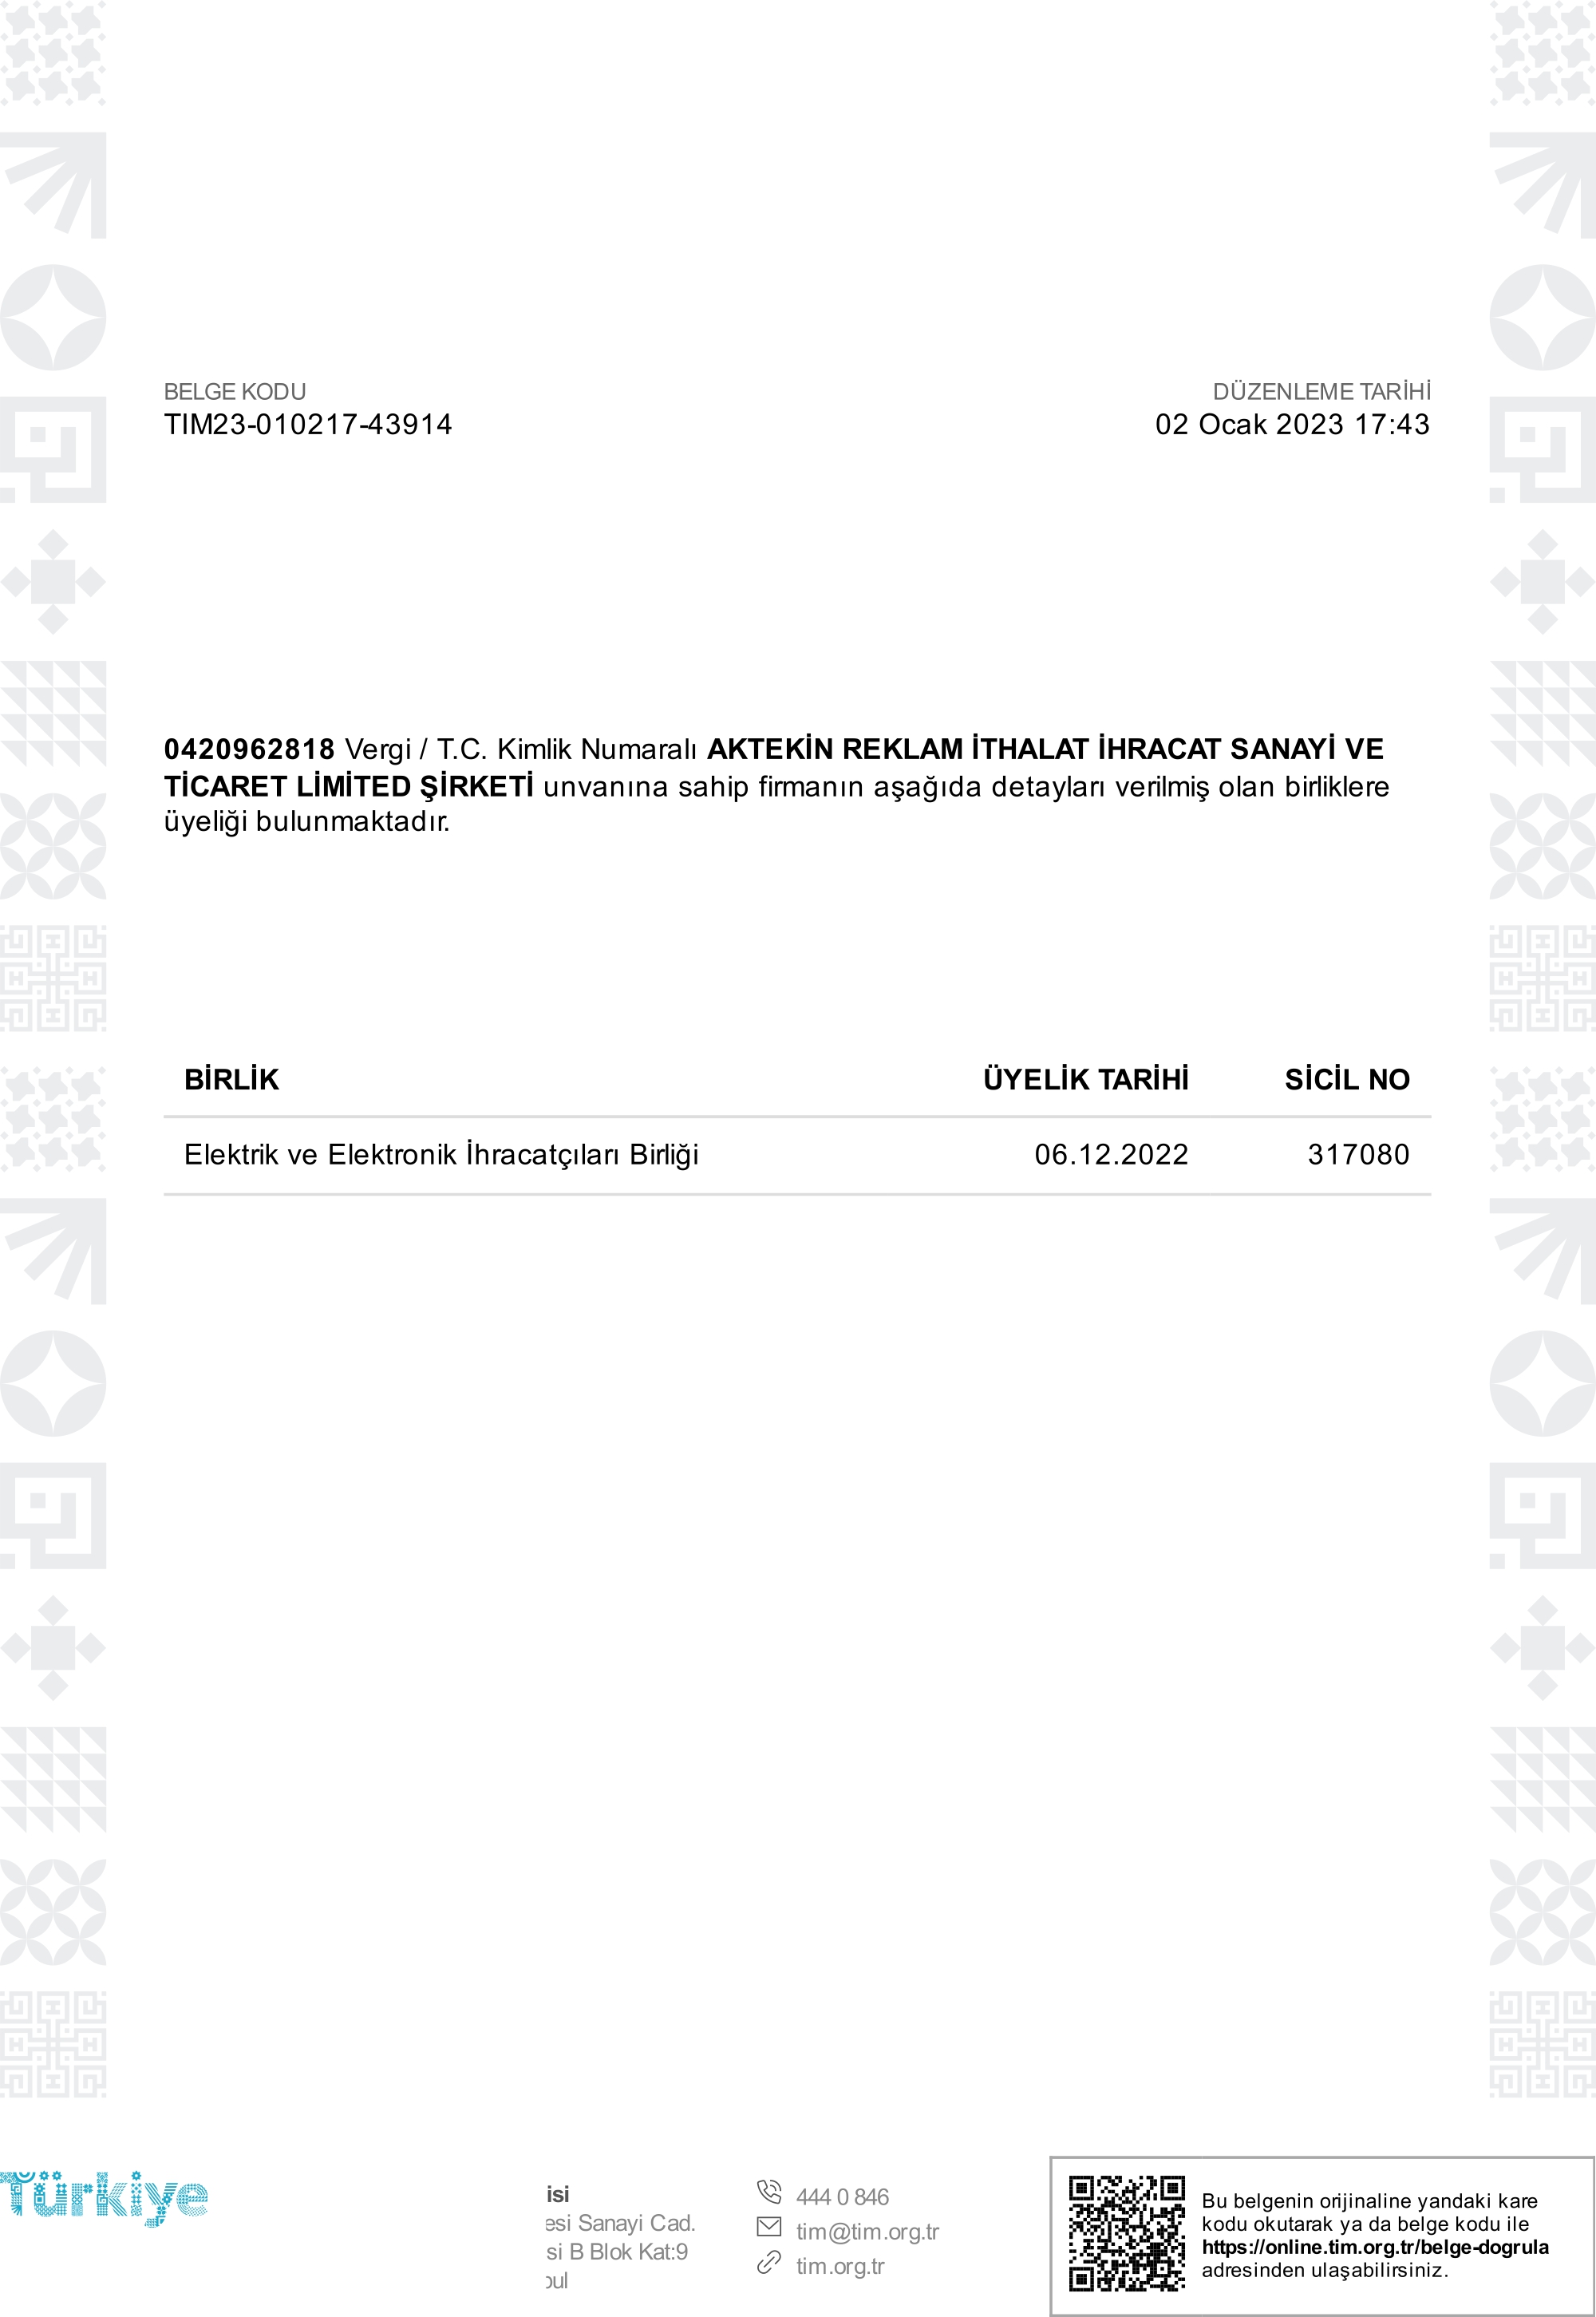 BELGE KODU
TIM23-010217-43914
DÜZENLEME TARİHİ
02 Ocak 2023 17:43
0420962818 Vergi / T.C. Kimlik Numaralı AKTEKİN REKLAM İTHALAT İHRACAT SANAYİ VE
TİCARET LİMİTED ŞİRKETİ unvanına sahip firmanın aşağıda detayları verilmiş olan birliklere
üyeliği bulunmaktadır.
BİRLİK ÜYELİK TARİHİ SİCİL NO
Elektrik ve Elektronik İhracatçıları Birliği 06.12.2022 317080
Türkiye
isi
esi Sanayi Cad.
si B Blok Kat:9
444 0 846
tim@tim.org.tr
tim.org.tr
Bu belgenin orijinaline yandaki kare
kodu okutarak ya da belge kodu ile
https://online.tim.org.tr/belge-dogrula
adresinden ulaşabilirsiniz.